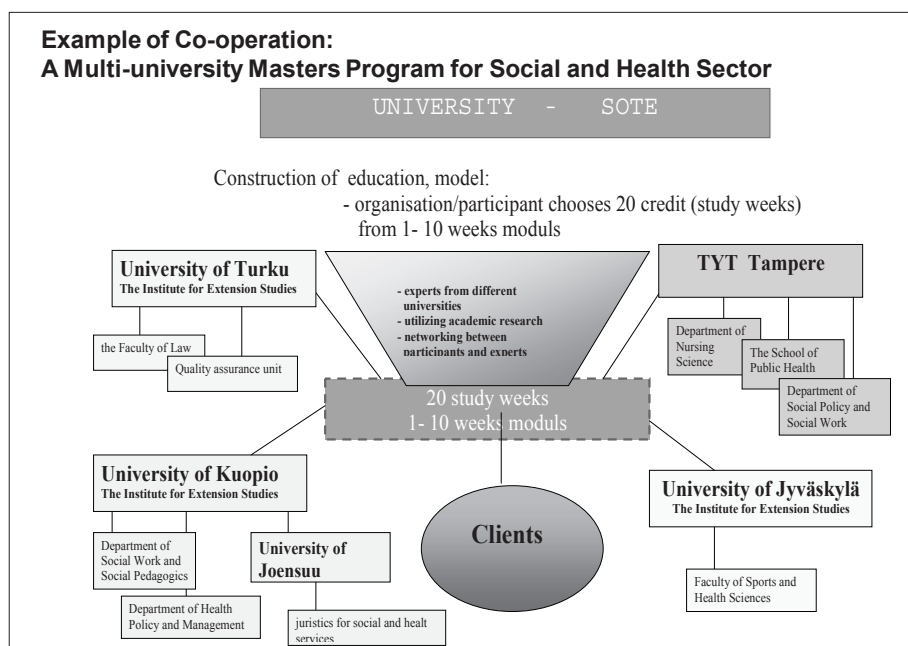 Example of Co-operation:
A Multi-university Masters Program for Social and Health Sector
UNIVERSITY - SOTE
Construction of education, model:
- organisation/participant chooses 20 credit (study weeks)
from 1- 10 weeks moduls
University of Turku
The Institute for Extension Studies
the Faculty of Law
Quality assurance unit
- experts from different
universities
- utilizing academic research
- networking between
participants and experts
TYT Tampere
Department of
Nursing
Science
The School of
Public Health
Department of
Social Policy and
Social Work
20 study weeks
1- 10 weeks moduls
University of Kuopio
The Institute for Extension Studies
Department of
Social Work and
Social Pedagogics
Department of Health
Policy and Management
University of
Joensuu
juristics for social and healt
services
Clients
University of Jyväskylä
The Institute for Extension Studies
Faculty of Sports and
Health Sciences